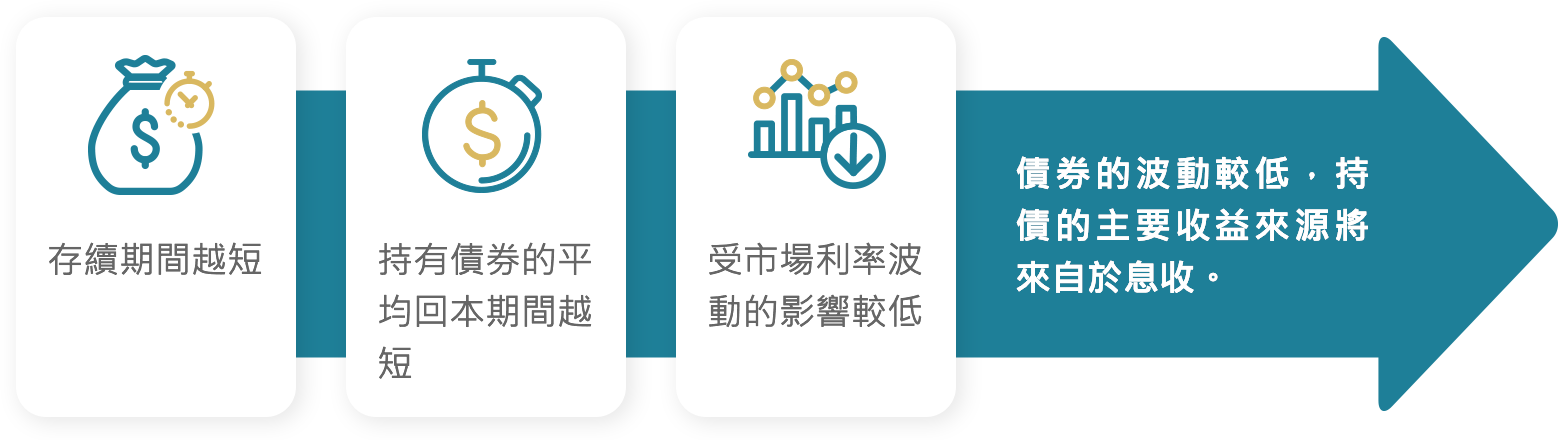 存續期間越短
持有債券的平
均回本期間越
短
受市場利率波
動的影響較低
債券的波動較低，持
債的主要收益來源將
來自於息收。